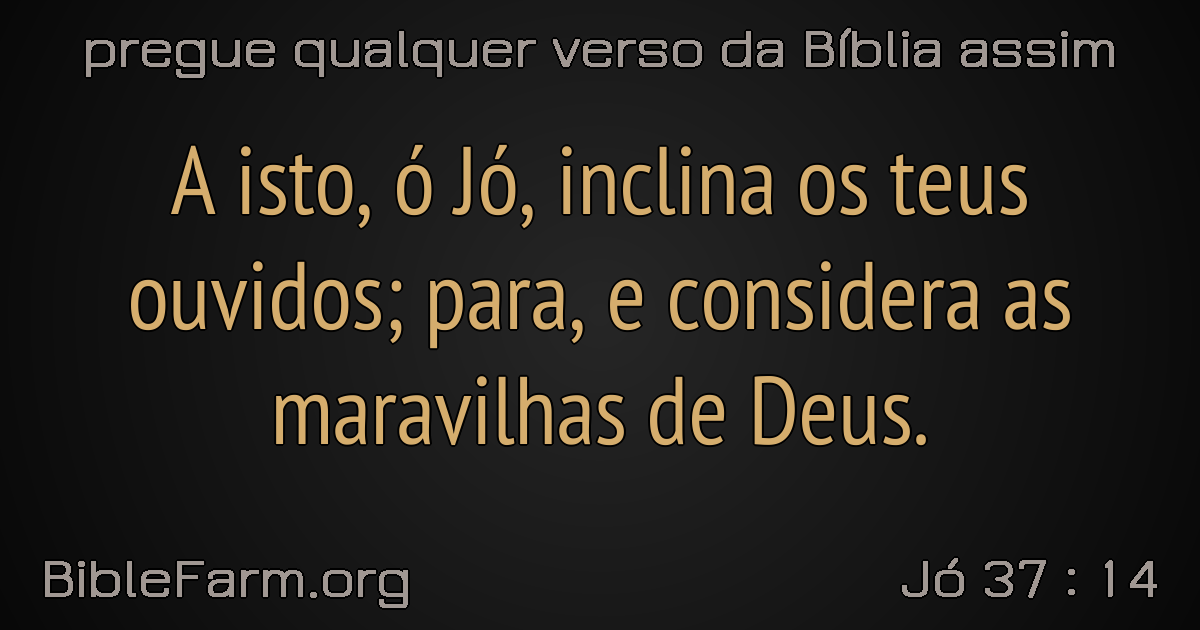 pregue qualquer verso da Bíblia assim
A isto, ó Jó, inclina os teus
ouvidos; para, e considera as
maravilhas de Deus.
BibleFarm.org
Jó 37 : 14